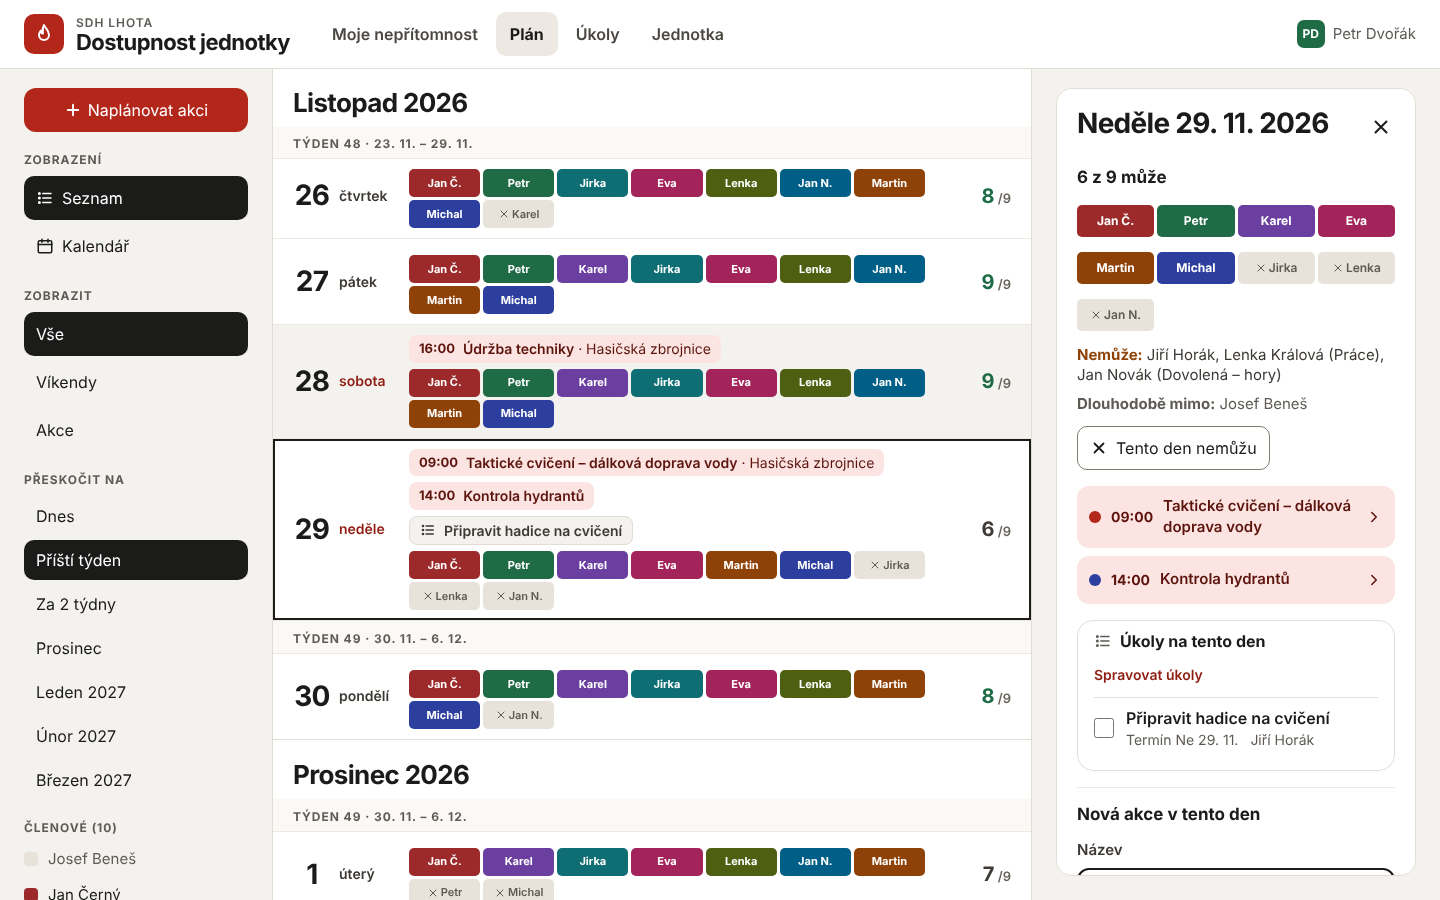 SDH LHOTA
Dostupnost jednotky
Moje nepřítomnost
Plán
Úkoly
Jednotka
PD
Petr Dvořák
+ Naplánovat akci
ZOBRAZENÍ
Seznam
Kalendář
ZOBRAZIT
Vše
Víkendy
Akce
PŘESKOČIT NA
Dnes
Příští týden
Za 2 týdny
Prosinec
Leden 2027
Únor 2027
Březen 2027
ČLENOVÉ (10)
Josef Beneš
Jan Černý
Listopad 2026
TÝDEN 48 · 23. 11. – 29. 11.
26 čtvrtek
Jan Č. Petr Jirka Eva Lenka Jan N. Martin
Michal × Karel
8 /9
27 pátek
Jan Č. Petr Karel Jirka Eva Lenka Jan N.
Martin Michal
9 /9
28 sobota
16:00 Údržba techniky · Hasičská zbrojnice
Jan Č. Petr Karel Jirka Eva Lenka Jan N.
Martin Michal
9 /9
29 neděle
09:00 Taktické cvičení – dálková doprava vody · Hasičská zbrojnice
14:00 Kontrola hydrantů
Připravit hadice na cvičení
Jan Č. Petr Karel Eva Martin Michal × Jirka
× Lenka × Jan N.
6 /9
TÝDEN 49 · 30. 11. – 6. 12.
30 pondělí
Jan Č. Petr Karel Jirka Eva Lenka Martin
Michal × Jan N.
8 /9
Prosinec 2026
TÝDEN 49 · 30. 11. – 6. 12.
1 úterý
Jan Č. Karel Jirka Eva Lenka Jan N. Martin
× Petr × Michal
7 /9
Neděle 29. 11. 2026
6 z 9 může
Jan Č. Petr Karel Eva
Martin Michal × Jirka × Lenka
× Jan N.
Nemůže: Jiří Horák, Lenka Králová (Práce),
Jan Novák (Dovolená – hory)
Dlouhodobě mimo: Josef Beneš
Tento den nemůžu
09:00 Taktické cvičení – dálková
doprava vody
14:00 Kontrola hydrantů
Úkoly na tento den
Spravovat úkoly
Připravit hadice na cvičení
Termín Ne 29. 11. Jiří Horák
Nová akce v tento den
Název